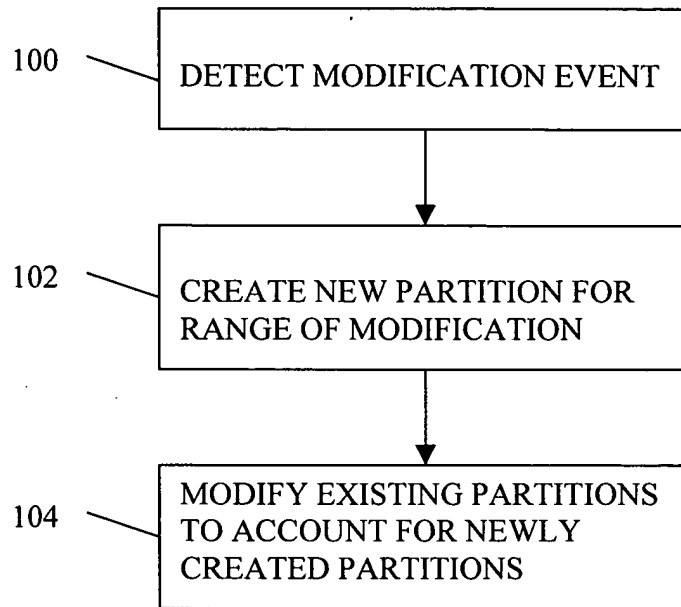 100
DETECT MODIFICATION EVENT
102
CREATE NEW PARTITION FOR
RANGE OF MODIFICATION
104
MODIFY EXISTING PARTITIONS
TO ACCOUNT FOR NEWLY
CREATED PARTITIONS